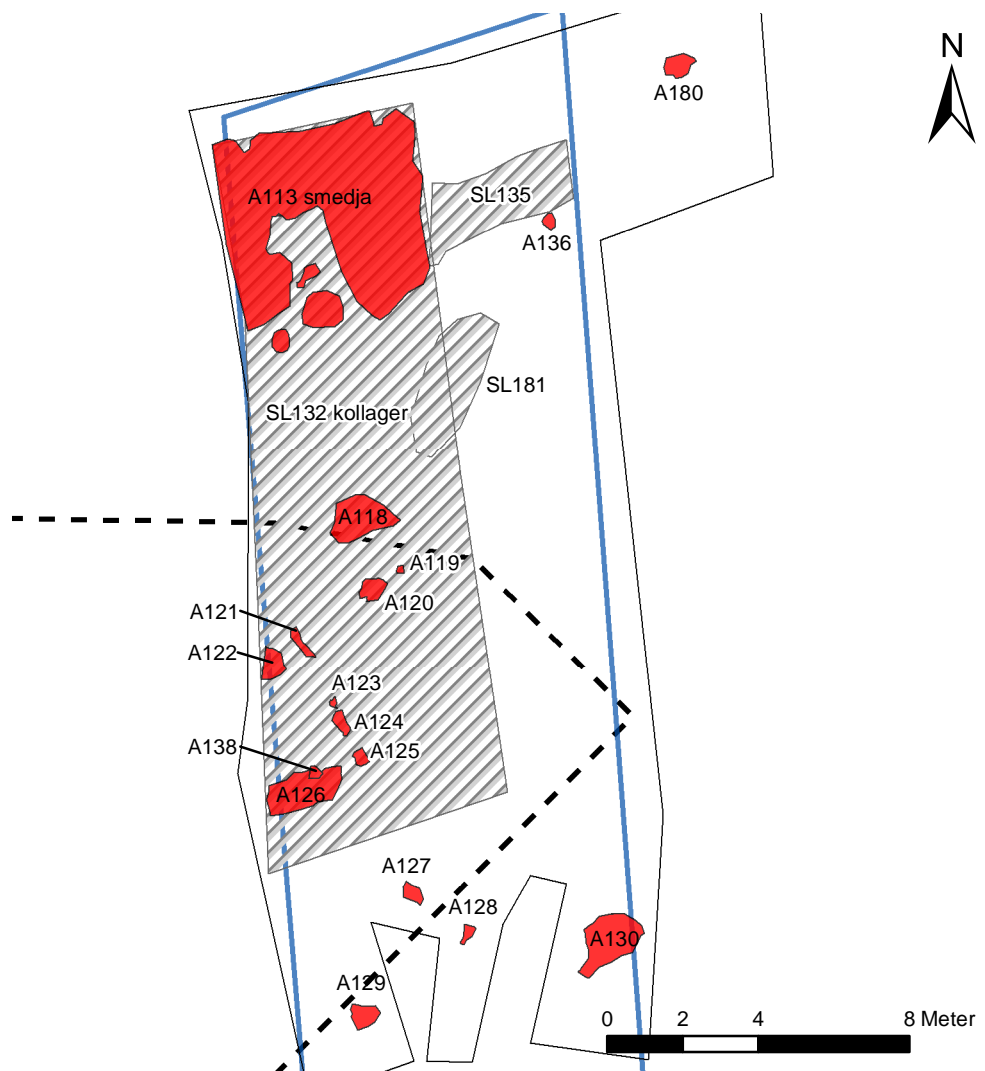 N
A180
A113 smedja
SL135
A136
SL181
SL132 kollager
A118
A119
A120
A121
A122
A123
A124
A138
A125
A126
A127
A128
A130
A129
0 2 4 8 Meter